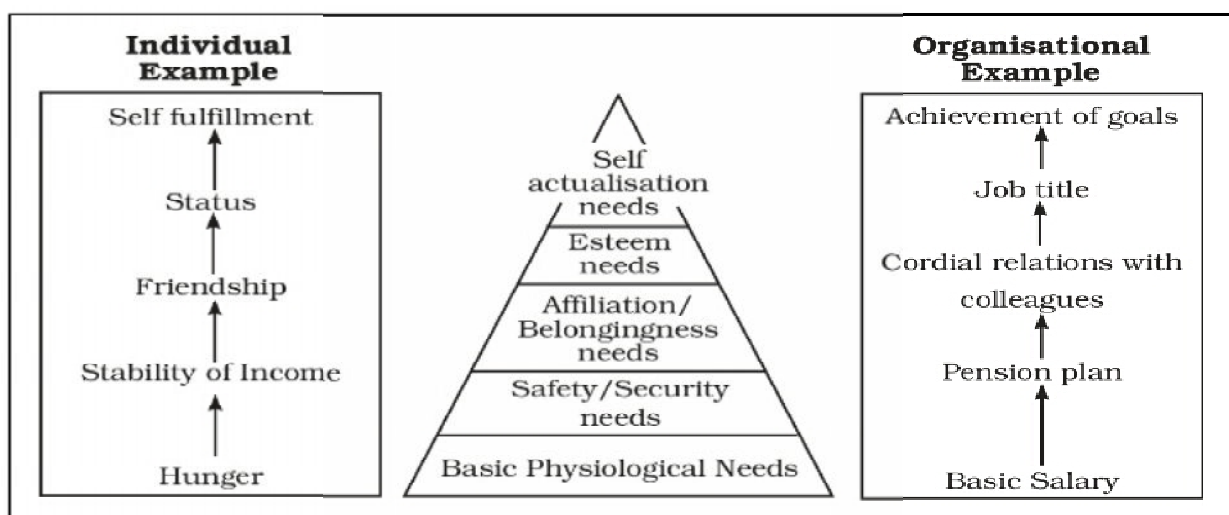 Individual
Example
Self fulfillment
Status
Friendship
Stability of Income
Hunger
Self
actualisation
needs
Esteem
needs
Affiliation/
Belongingness
needs
Safety/Security
needs
Basic Physiological Needs
Organisational
Example
Achievement of goals
Job title
Cordial relations with
colleagues
Pension plan
Basic Salary